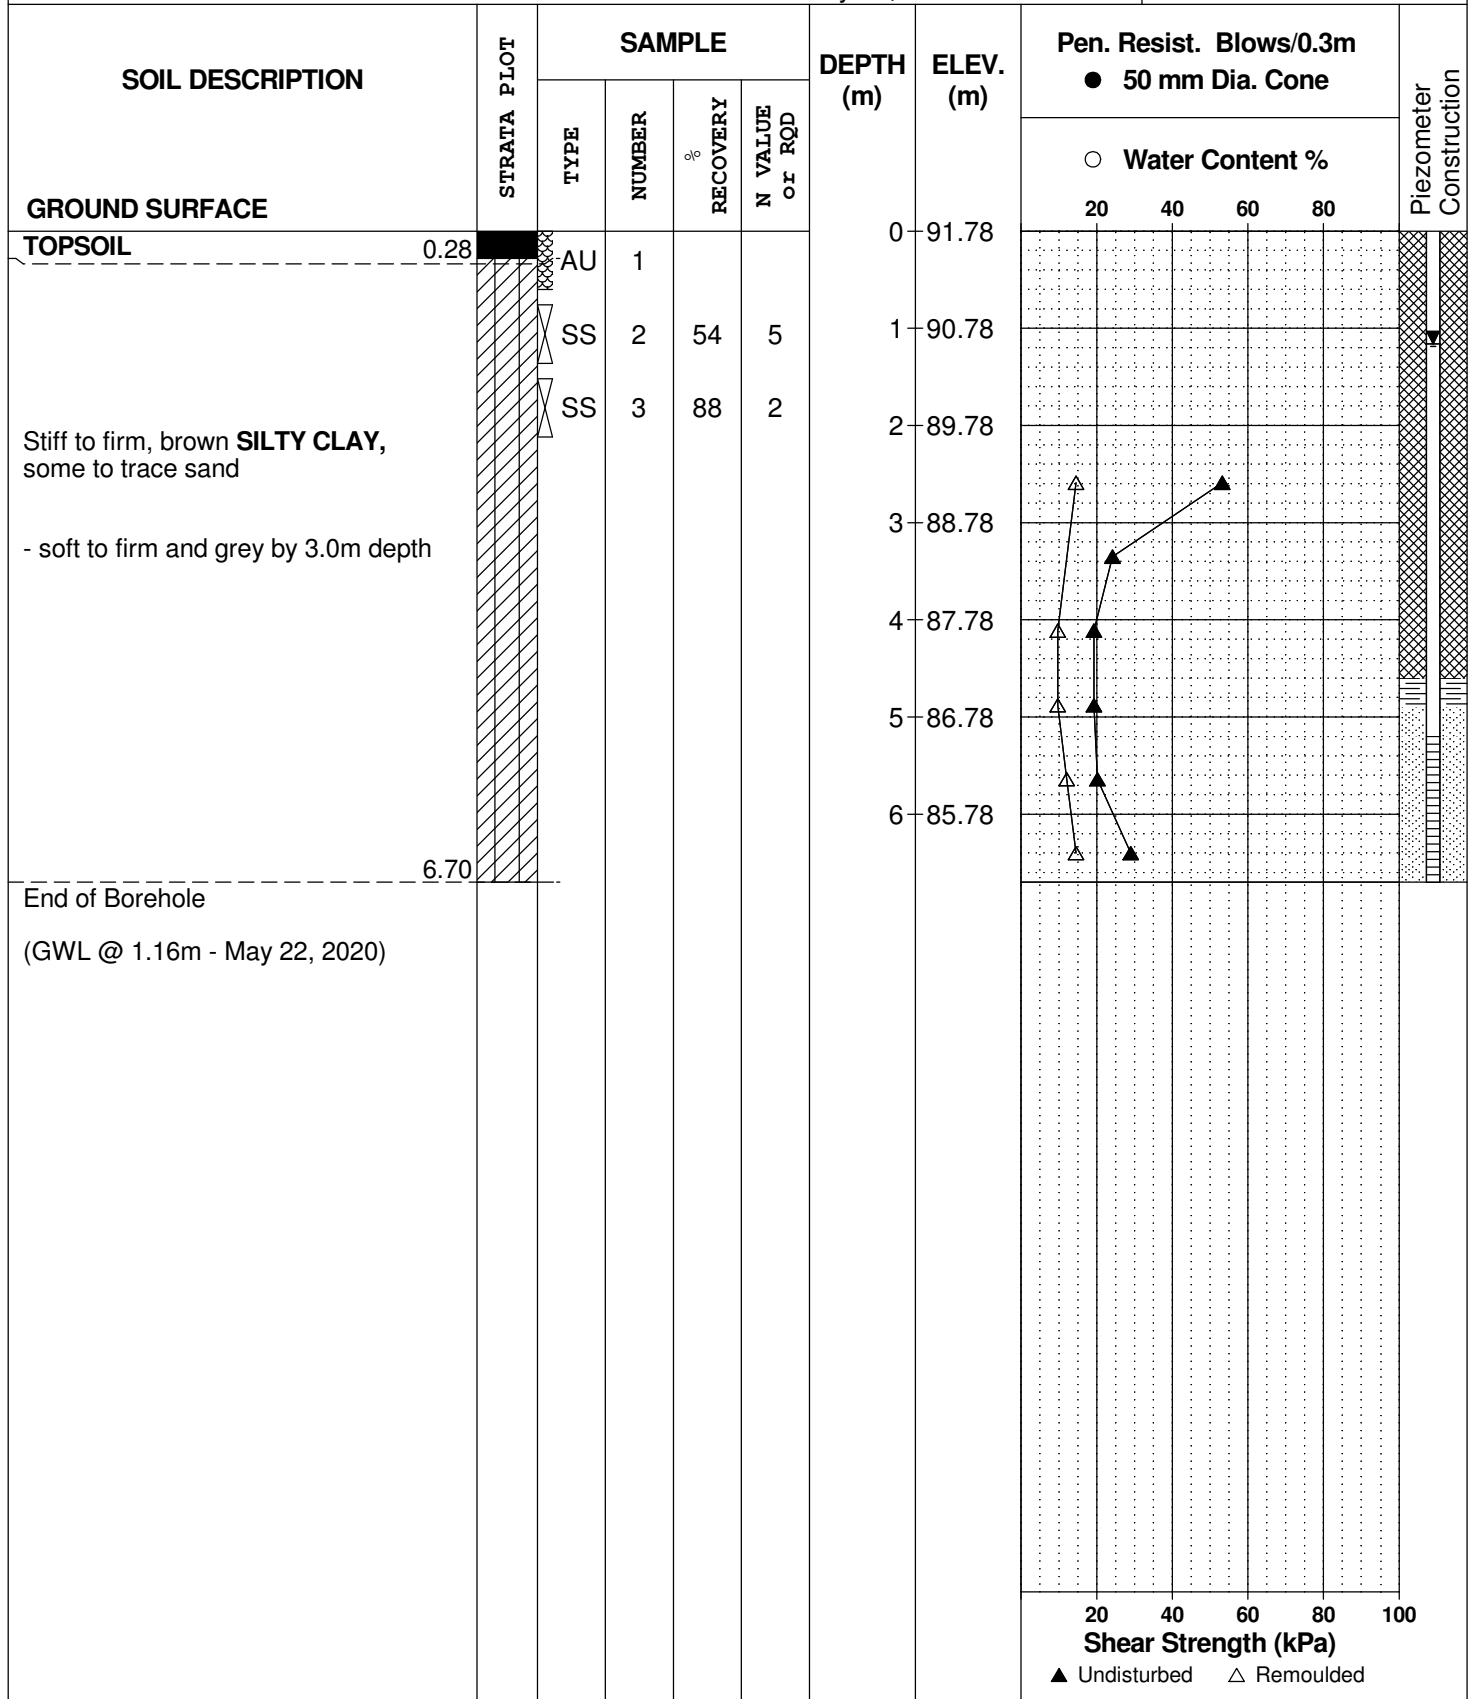 SOIL DESCRIPTION
STRATA PLOT
SAMPLE
TYPE
NUMBER
% RECOVERY
N VALUE
or RQD
DEPTH
(m)
ELEV.
(m)
Pen. Resist. Blows/0.3m
● 50 mm Dia. Cone
○ Water Content %
20 40 60 80
Piezometer
Construction
GROUND SURFACE
TOPSOIL 0.28
0 91.78
AU 1
1 90.78
SS 2 54 5
SS 3 88 2
2 89.78
Stiff to firm, brown SILTY CLAY,
some to trace sand
3 88.78
- soft to firm and grey by 3.0m depth
4 87.78
5 86.78
6 85.78
6.70
End of Borehole
(GWL @ 1.16m - May 22, 2020)
20 40 60 80 100
Shear Strength (kPa)
▲ Undisturbed △ Remoulded